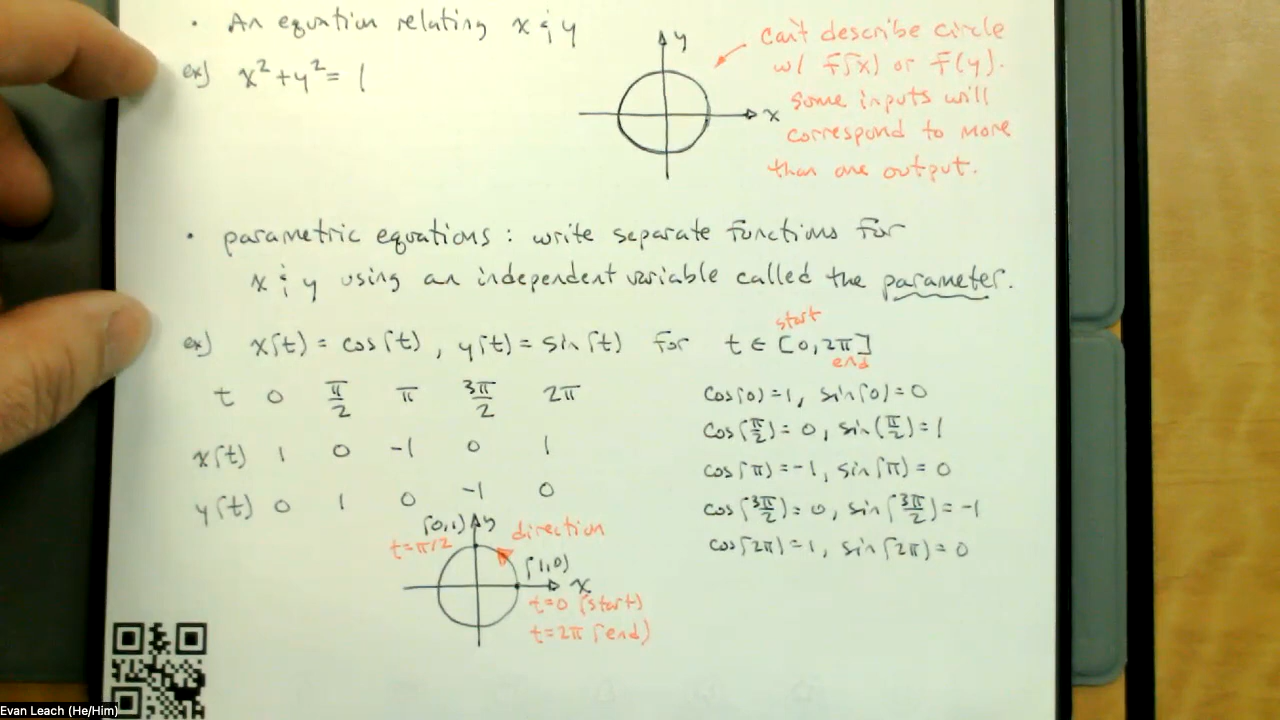 • An equation relating x & y
ex) x² + y² = 1
y
x
can't describe circle
w/ f(x) or f(y).
some inputs will
correspond to more
than one output.
• parametric equations : write separate functions for
x & y using an independent variable called the parameter.
start
ex) x(t) = cos(t), y(t) = sin(t) for t ∈ [0, 2π]
end
t 0 π/2 π 3π/2 2π
x(t) 1 0 -1 0 1
y(t) 0 1 0 -1 0
cos(0) = 1, sin(0) = 0
cos(π/2) = 0, sin(π/2) = 1
cos(π) = -1, sin(π) = 0
cos(3π/2) = 0, sin(3π/2) = -1
cos(2π) = 1, sin(2π) = 0
(0,1) y direction
t = π/2
(1,0)
x
t=0 (start)
t=2π (end)
Evan Leach (He/Him)